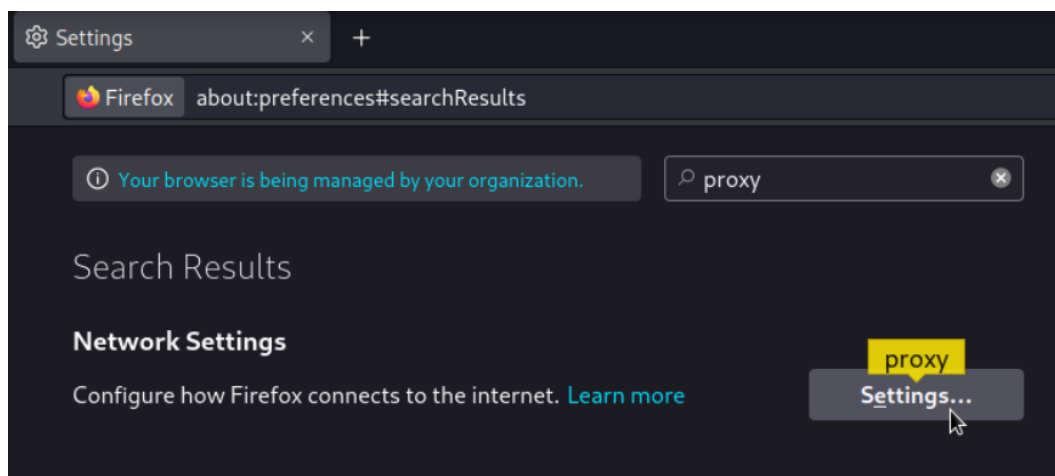 Settings
Firefox about:preferences#searchResults
Your browser is being managed by your organization.
proxy
Search Results
Network Settings
proxy
Configure how Firefox connects to the internet. Learn more
Settings...